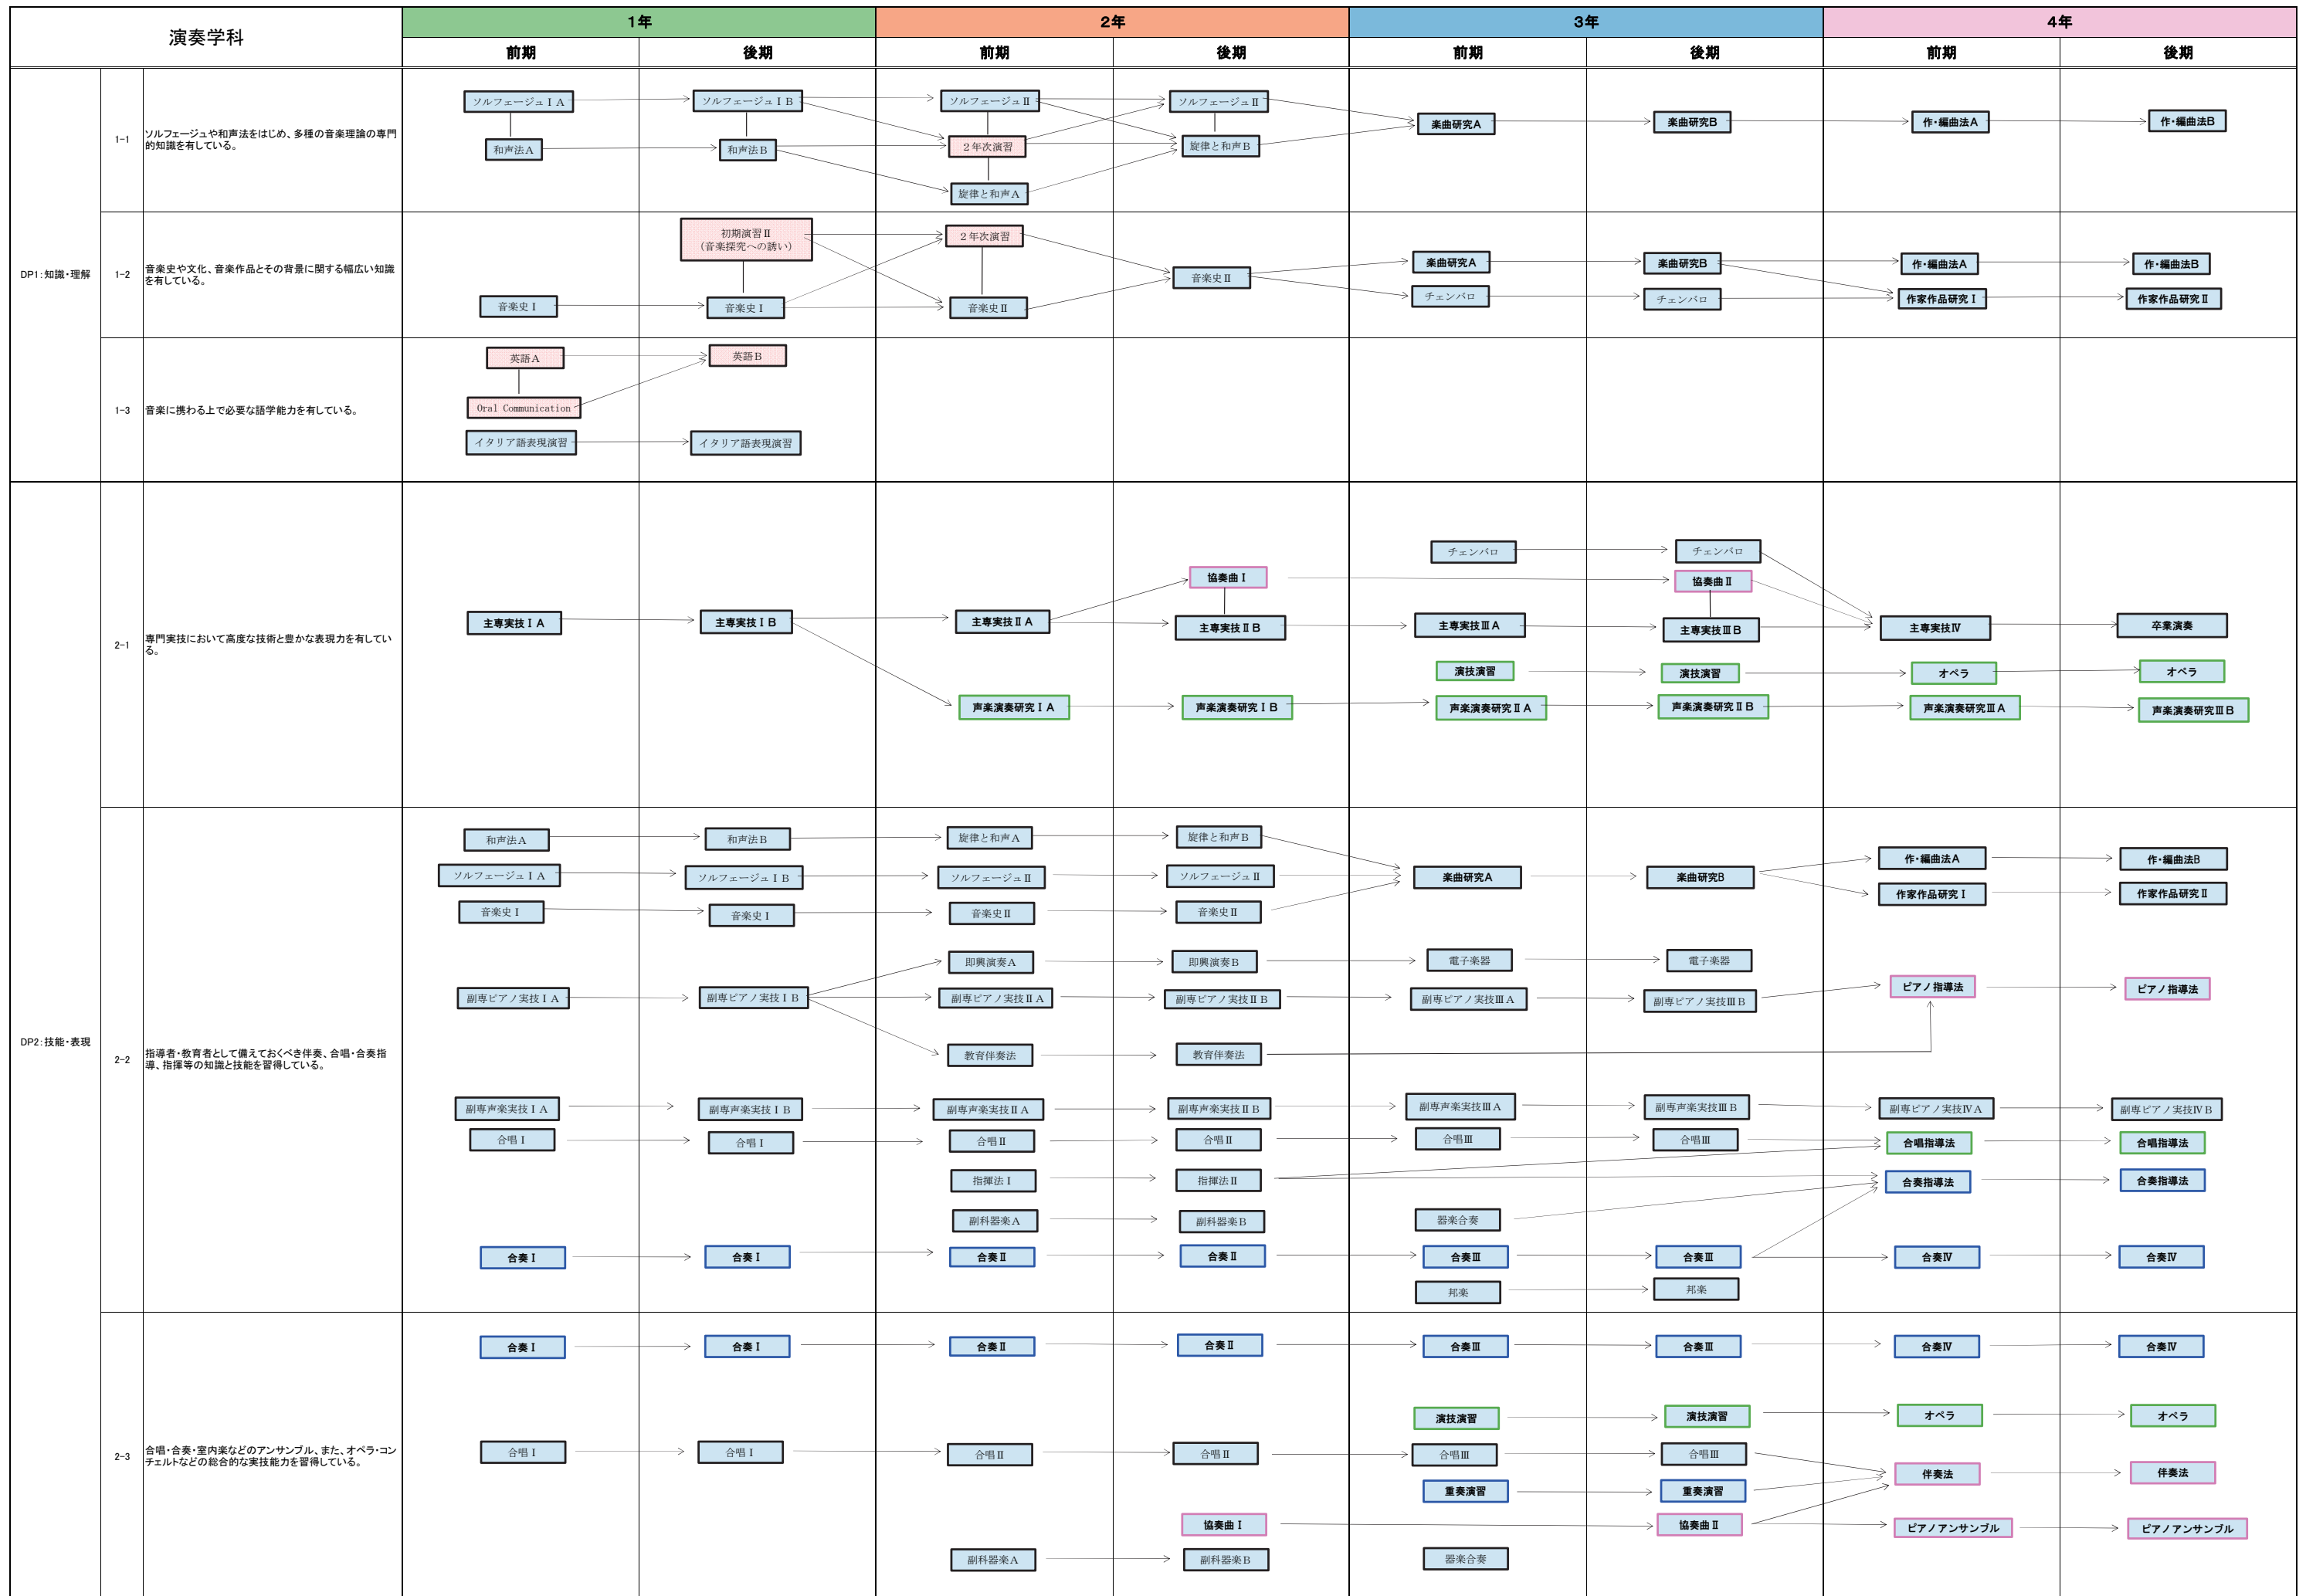 演奏学科
1年
2年
3年
4年
前期
後期
前期
後期
前期
後期
前期
後期
DP1:知識・理解
1-1
ソルフェージュや和声法をはじめ、多種の音楽理論の専門
的知識を有している。
ソルフェージュⅠA
ソルフェージュⅠB
ソルフェージュⅡ
ソルフェージュⅡ
和声法A
和声法B
2年次演習
旋律と和声B
旋律と和声A
楽曲研究A
楽曲研究B
作・編曲法A
作・編曲法B
1-2
音楽史や文化、音楽作品とその背景に関する幅広い知識
を有している。
初期演習Ⅱ
(音楽探究への誘い)
2年次演習
音楽史Ⅰ
音楽史Ⅰ
音楽史Ⅱ
音楽史Ⅱ
楽曲研究A
楽曲研究B
作・編曲法A
作・編曲法B
チェンバロ
チェンバロ
作家作品研究Ⅰ
作家作品研究Ⅱ
1-3
音楽に携わる上で必要な語学能力を有している。
英語A
英語B
Oral Communication
イタリア語表現演習
イタリア語表現演習
DP2:技能・表現
2-1
専門実技において高度な技術と豊かな表現力を有してい
る。
チェンバロ
チェンバロ
協奏曲Ⅰ
協奏曲Ⅱ
主専実技ⅠA
主専実技ⅠB
主専実技ⅡA
主専実技ⅡB
主専実技ⅢA
主専実技ⅢB
主専実技Ⅳ
卒業演奏
演技演習
演技演習
オペラ
オペラ
声楽演奏研究ⅠA
声楽演奏研究ⅠB
声楽演奏研究ⅡA
声楽演奏研究ⅡB
声楽演奏研究ⅢA
声楽演奏研究ⅢB
2-2
指導者・教育者として備えておくべき伴奏、合唱・合奏指
導、指揮等の知識と技能を習得している。
和声法A
和声法B
旋律と和声A
旋律と和声B
ソルフェージュⅠA
ソルフェージュⅠB
ソルフェージュⅡ
ソルフェージュⅡ
楽曲研究A
楽曲研究B
作・編曲法A
作・編曲法B
音楽史Ⅰ
音楽史Ⅰ
音楽史Ⅱ
音楽史Ⅱ
作家作品研究Ⅰ
作家作品研究Ⅱ
即興演奏A
即興演奏B
電子楽器
電子楽器
副専ピアノ実技ⅠA
副専ピアノ実技ⅠB
副専ピアノ実技ⅡA
副専ピアノ実技ⅡB
副専ピアノ実技ⅢA
副専ピアノ実技ⅢB
ピアノ指導法
ピアノ指導法
教育伴奏法
教育伴奏法
副専声楽実技ⅠA
副専声楽実技ⅠB
副専声楽実技ⅡA
副専声楽実技ⅡB
副専声楽実技ⅢA
副専声楽実技ⅢB
副専ピアノ実技ⅣA
副専ピアノ実技ⅣB
合唱Ⅰ
合唱Ⅰ
合唱Ⅱ
合唱Ⅱ
合唱Ⅲ
合唱Ⅲ
合唱指導法
合唱指導法
指揮法Ⅰ
指揮法Ⅱ
合奏指導法
合奏指導法
副科器楽A
副科器楽B
器楽合奏
合奏Ⅰ
合奏Ⅰ
合奏Ⅱ
合奏Ⅱ
合奏Ⅲ
合奏Ⅲ
合奏Ⅳ
合奏Ⅳ
邦楽
邦楽
2-3
合唱・合奏・室内楽などのアンサンブル、また、オペラ・コン
チェルトなどの総合的な実技能力を習得している。
合奏Ⅰ
合奏Ⅰ
合奏Ⅱ
合奏Ⅱ
合奏Ⅲ
合奏Ⅲ
合奏Ⅳ
合奏Ⅳ
演技演習
演技演習
オペラ
オペラ
合唱Ⅰ
合唱Ⅰ
合唱Ⅱ
合唱Ⅱ
合唱Ⅲ
合唱Ⅲ
伴奏法
伴奏法
重奏演習
重奏演習
協奏曲Ⅰ
協奏曲Ⅱ
ピアノアンサンブル
ピアノアンサンブル
副科器楽A
副科器楽B
器楽合奏